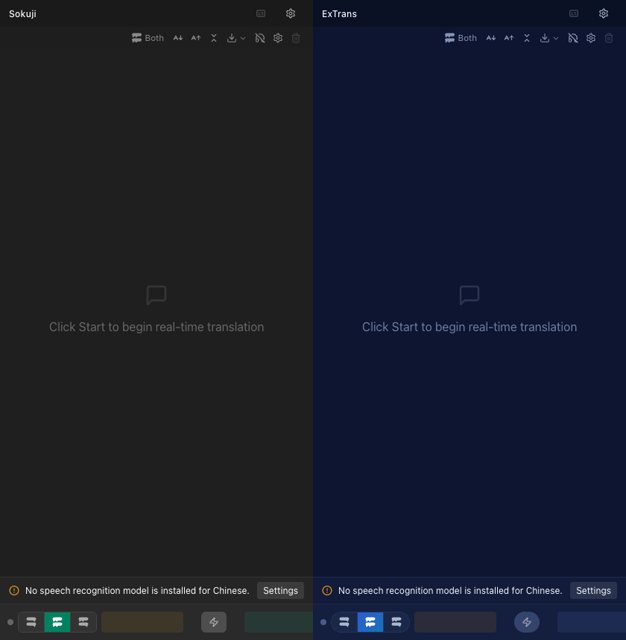 Sokuji
Both
Click Start to begin real-time translation
No speech recognition model is installed for Chinese.
Settings
ExTrans
Both
Click Start to begin real-time translation
No speech recognition model is installed for Chinese.
Settings